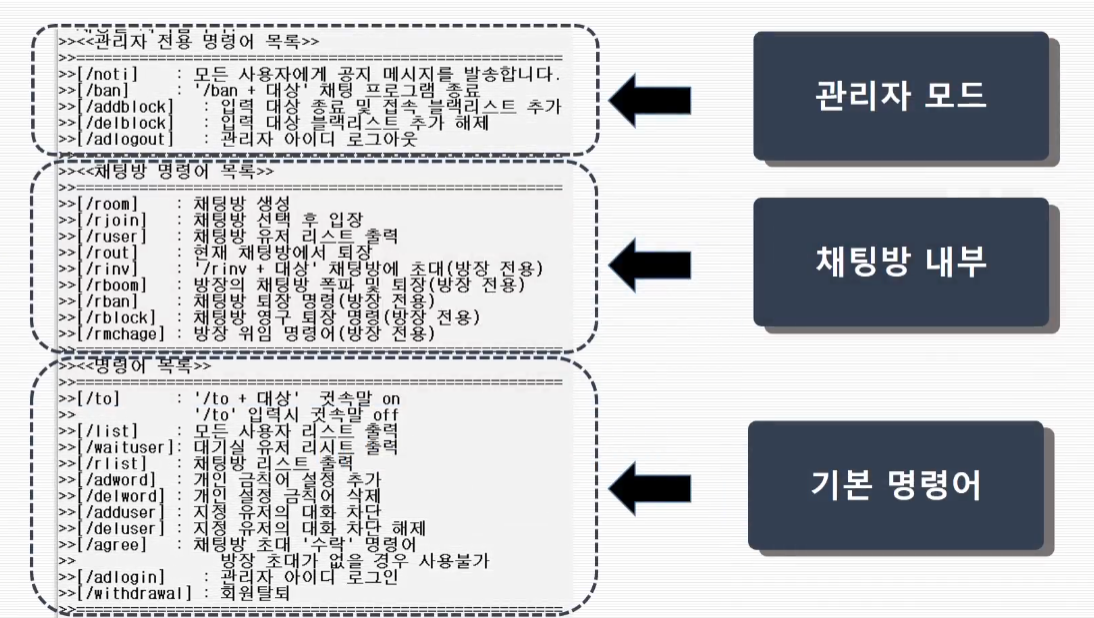 >><<관리자 전용 명령어 목록>>
>>======================================================
>>[/noti] : 모든 사용자에게 공지 메시지를 발송합니다.
>>[/ban] : '/ban + 대상' 채팅 프로그램 종료
>>[/addblock] : 입력 대상 종료 및 접속 블랙리스트 추가
>>[/delblock] : 입력 대상 블랙리스트 추가 해제
>>[/adlogout] : 관리자 아이디 로그아웃
관리자 모드
>><<채팅방 명령어 목록>>
>>======================================================
>>[/room] : 채팅방 생성
>>[/rjoin] : 채팅방 선택 후 입장
>>[/ruser] : 채팅방 유저 리스트 출력
>>[/rout] : 현재 채팅방에서 퇴장
>>[/rinv] : '/rinv + 대상' 채팅방에 초대(방장 전용)
>>[/rboom] : 방장의 채팅방 폭파 및 퇴장(방장 전용)
>>[/rban] : 채팅방 퇴장 명령(방장 전용)
>>[/rblock] : 채팅방 영구 퇴장 명령(방장 전용)
>>[/rmchage] : 방장 위임 명령어(방장 전용)
>>======================================================
채팅방 내부
>><<명령어 목록>>
>>======================================================
>>[/to] : '/to + 대상' 귓속말 on
>> '/to' 입력시 귓속말 off
>>[/list] : 모든 사용자 리스트 출력
>>[/waituser]: 대기실 유저 리시트 출력
>>[/rlist] : 채팅방 리스트 출력
>>[/adword] : 개인 금칙어 설정 추가
>>[/delword] : 개인 설정 금칙어 삭제
>>[/adduser] : 지정 유저의 대화 차단
>>[/deluser] : 지정 유저의 대화 차단 해제
>>[/agree] : 채팅방 초대 '수락' 명령어
>> 방장 초대가 없을 경우 사용불가
>>[/adlogin] : 관리자 아이디 로그인
>>[/withdrawal] : 회원탈퇴
>>======================================================
기본 명령어